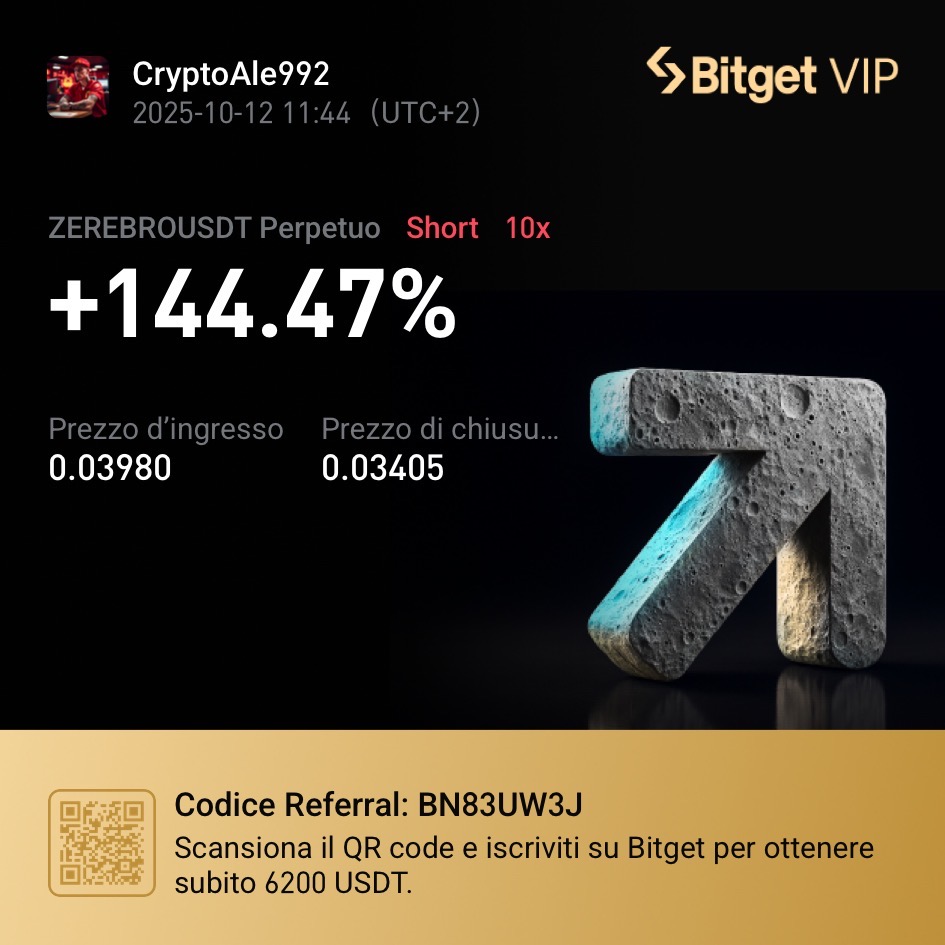 CryptoAle992
2025-10-12 11:44 (UTC+2)
Bitget VIP
ZEREBROUSDT Perpetuo Short 10x
+144.47%
Prezzo d’ingresso Prezzo di chiusu...
0.03980 0.03405
Codice Referral: BN83UW3J
Scansiona il QR code e iscriviti su Bitget per ottenere
subito 6200 USDT.